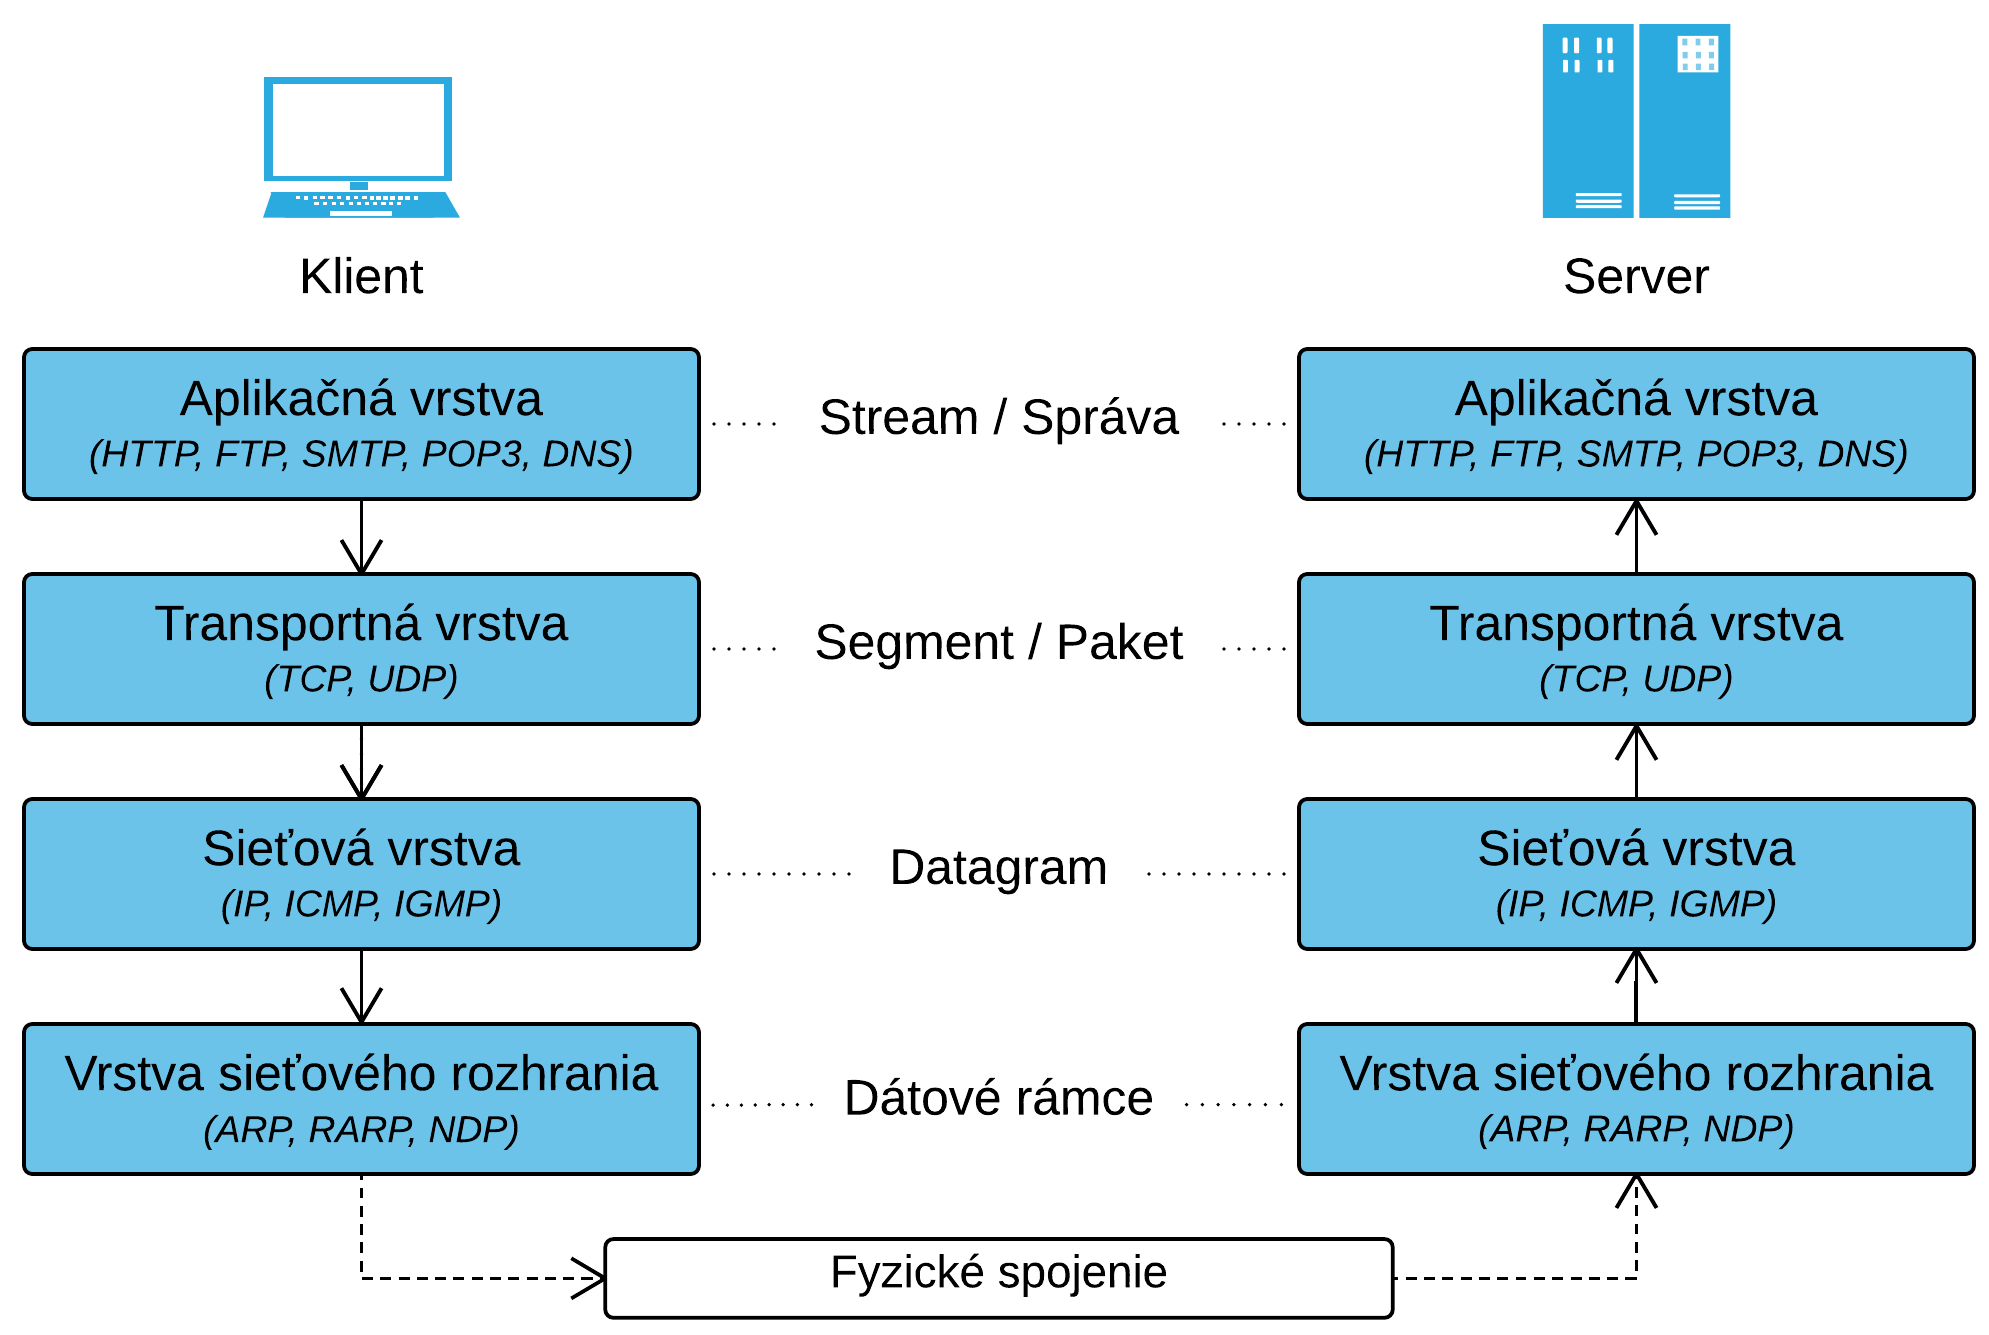 Klient
Server
Aplikačná vrstva
(HTTP, FTP, SMTP, POP3, DNS)
Stream / Správa
Aplikačná vrstva
(HTTP, FTP, SMTP, POP3, DNS)
Transportná vrstva
(TCP, UDP)
Segment / Paket
Transportná vrstva
(TCP, UDP)
Sieťová vrstva
(IP, ICMP, IGMP)
Datagram
Sieťová vrstva
(IP, ICMP, IGMP)
Vrstva sieťového rozhrania
(ARP, RARP, NDP)
Dátové rámce
Vrstva sieťového rozhrania
(ARP, RARP, NDP)
Fyzické spojenie